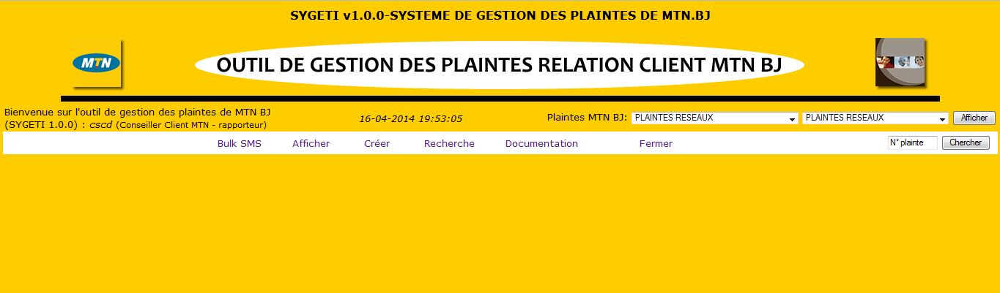 SYGETI v1.0.0-SYSTEME DE GESTION DES PLAINTES DE MTN.BJ
MTN
OUTIL DE GESTION DES PLAINTES RELATION CLIENT MTN BJ
Bienvenue sur l'outil de gestion des plaintes de MTN BJ
(SYGETI 1.0.0) : cscd (Conseiller Client MTN - rapporteur)
16-04-2014 19:53:05
Plaintes MTN BJ: PLAINTES RESEAUX PLAINTES RESEAUX Afficher
Bulk SMS Afficher Créer Recherche Documentation Fermer N° plainte Chercher